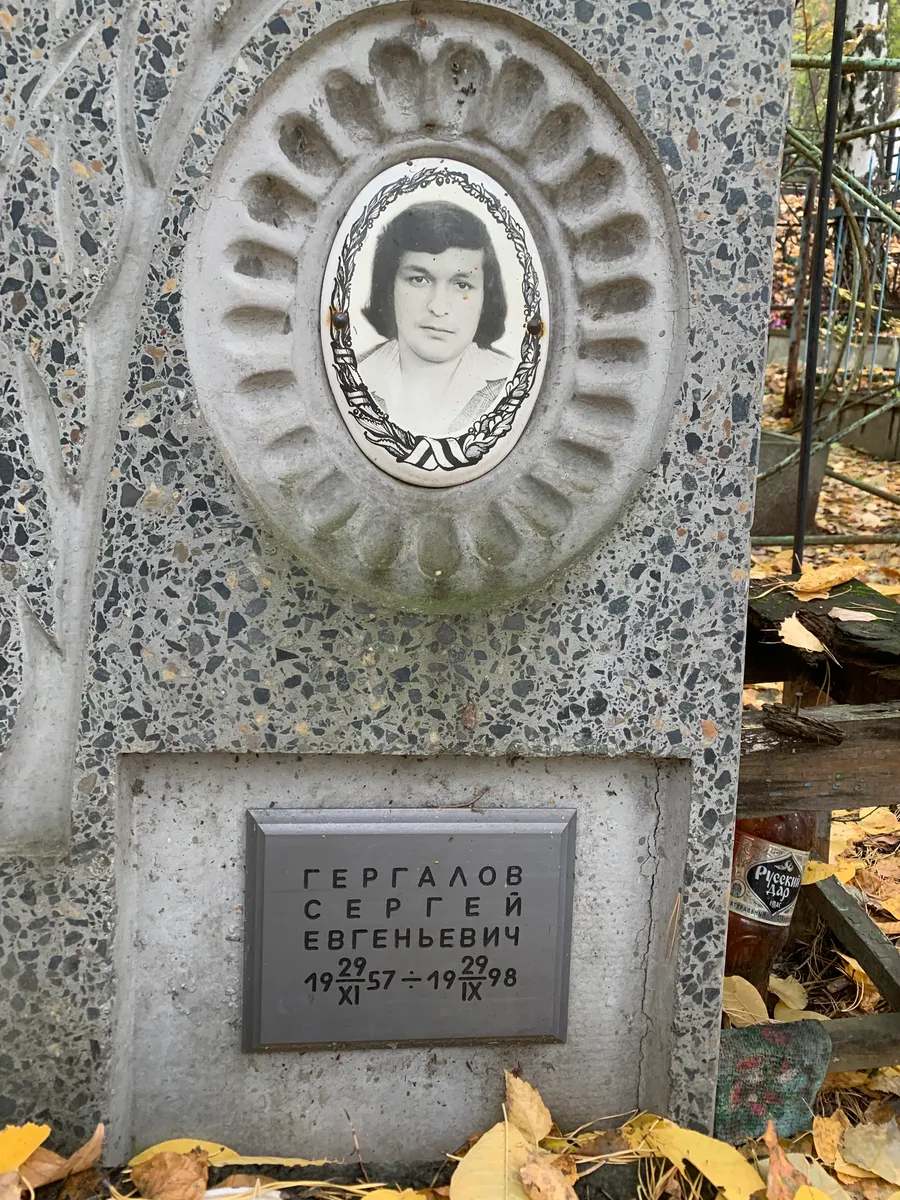 ГЕРГАЛОВ
СЕРГЕЙ
ЕВГЕНЬЕВИЧ
19 29/XI 57 ÷ 19 29/IX 98
Русский
Дар